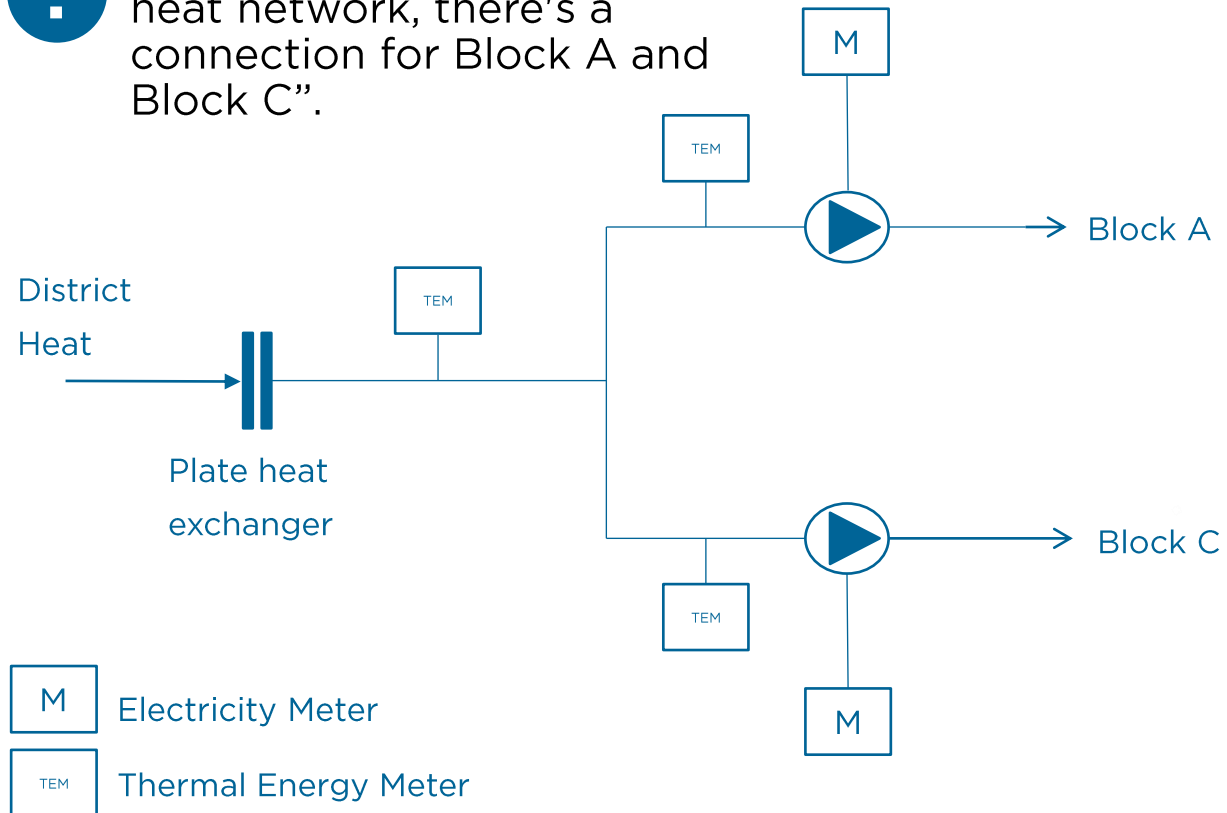 heat network, there's a
connection for Block A and
Block C”.
M
TEM
Block A
District
Heat
TEM
Plate heat
exchanger
Block C
TEM
M
M
Electricity Meter
TEM
Thermal Energy Meter